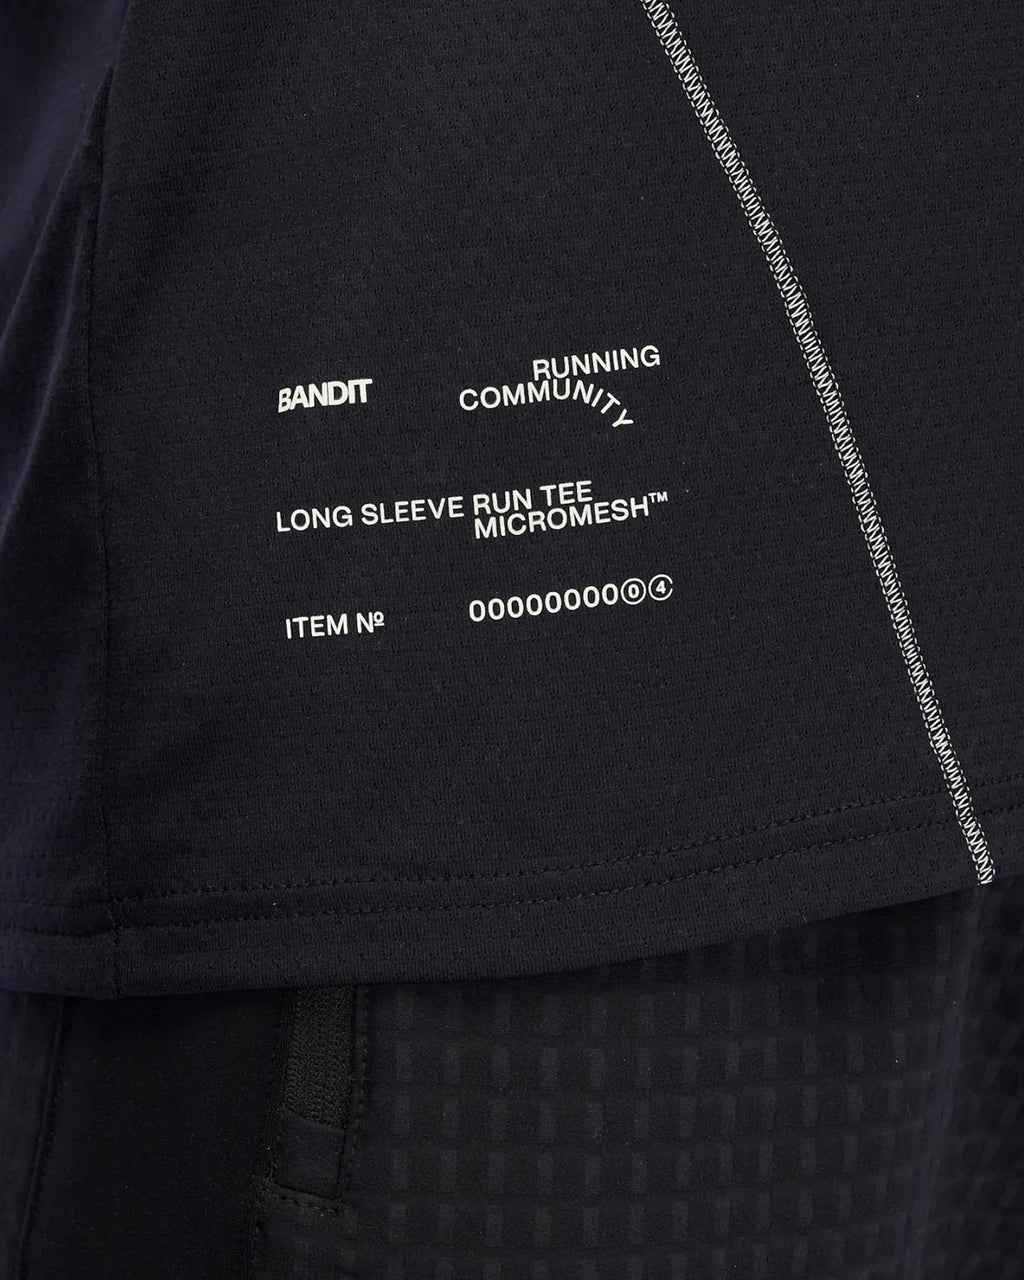 BANDIT
RUNNING
COMMUNITY
LONG SLEEVE RUN TEE
MICROMESH™
ITEM Nº
00000000⓪④